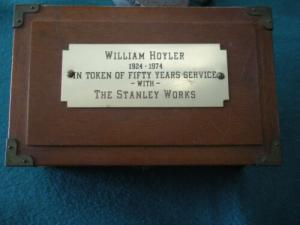 WILLIAM HOYLER
1924 - 1974
IN TOKEN OF FIFTY YEARS SERVICE
- WITH -
THE STANLEY WORKS